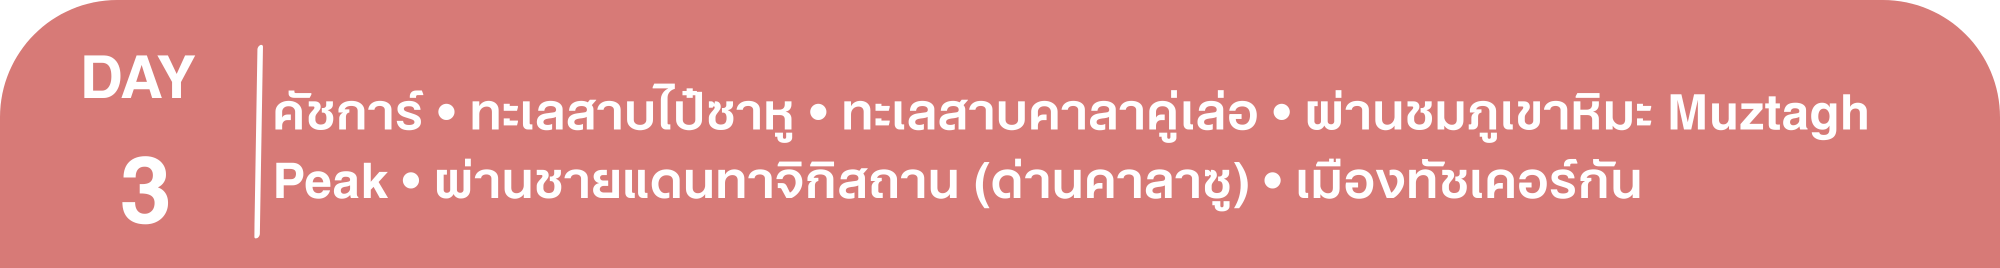 DAY
3
คัชการ์ • ทะเลสาบไป๋ซาหู • ทะเลสาบคาลาคู่เล่อ • ผ่านชมภูเขาหิมะ Muztagh
Peak • ผ่านชายแดนทาจิกิสถาน (ด่านคาลาซู) • เมืองทัชเคอร์กัน